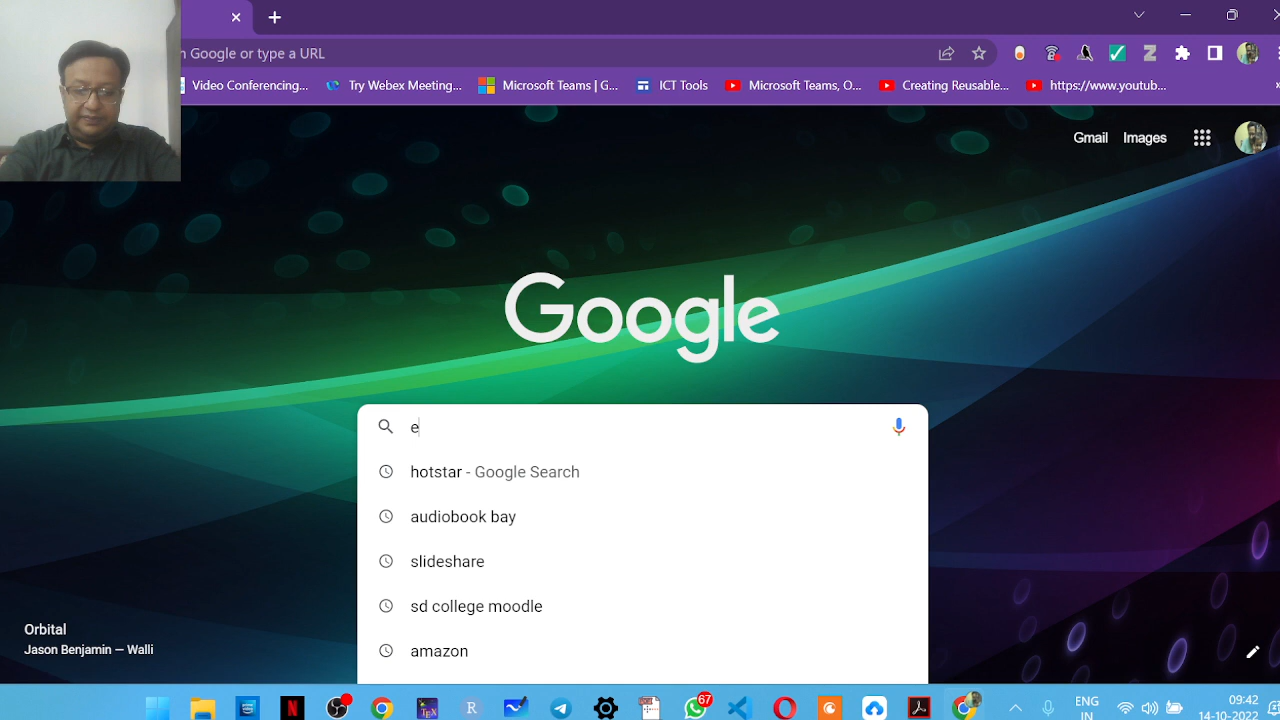 n Google or type a URL
Video Conferencing...
Try Webex Meeting...
Microsoft Teams | G...
ICT Tools
Microsoft Teams, O...
Creating Reusable...
https://www.youtub...
Gmail
Images
Google
e
hotstar - Google Search
audiobook bay
slideshare
sd college moodle
amazon
Orbital
Jason Benjamin — Walli
67
ENG
IN
09:42
14-10-2022